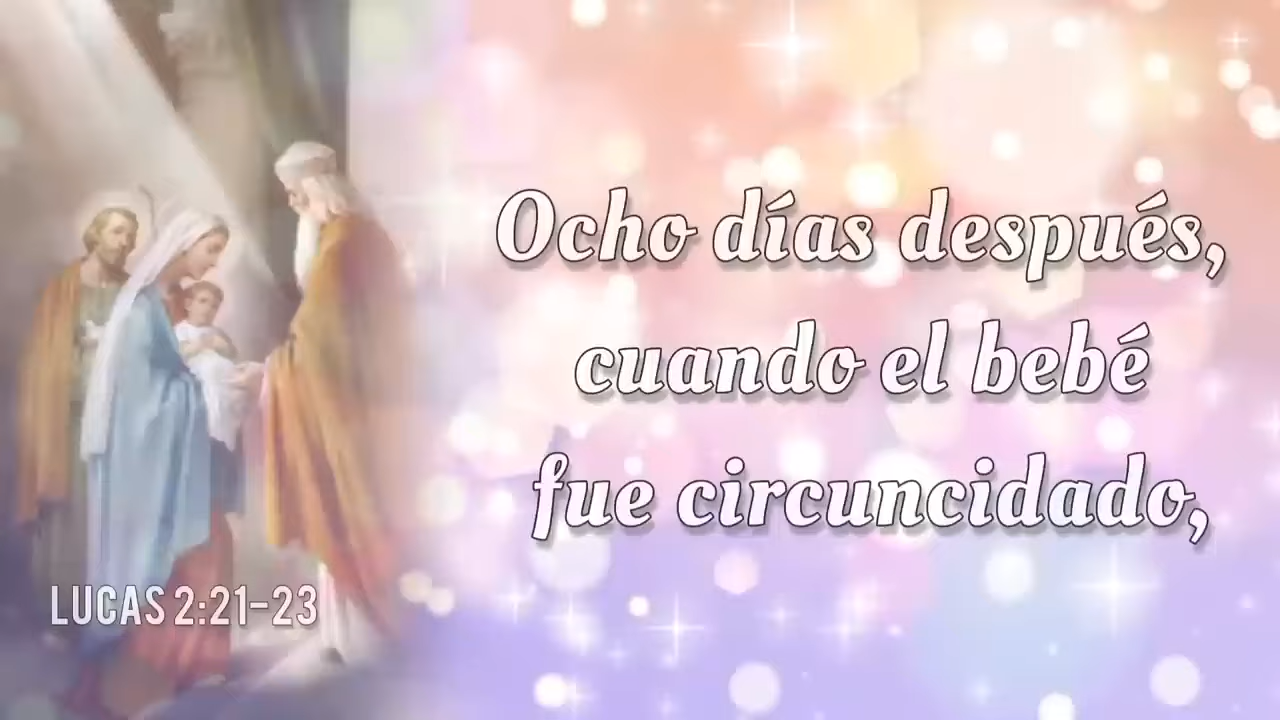 Ocho días después,
cuando el bebé
fue circuncidado,
LUCAS 2:21-23